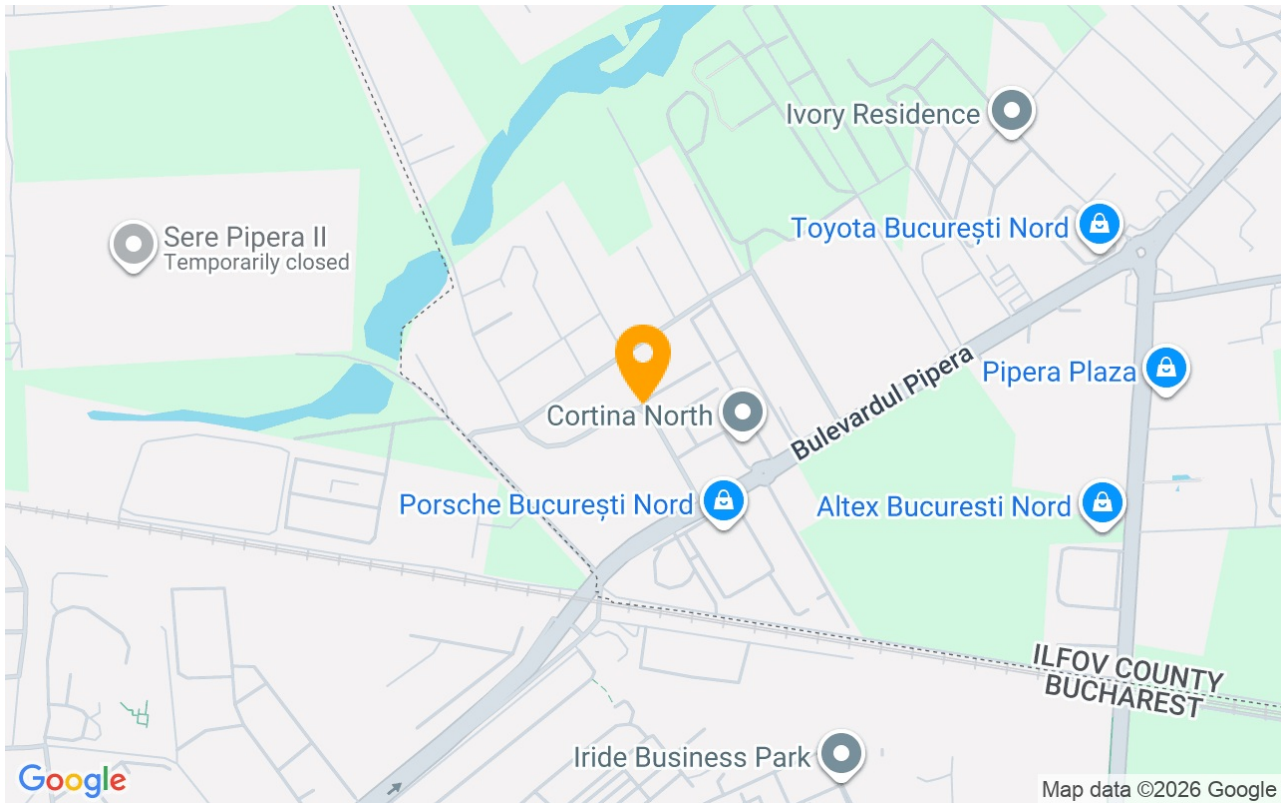 Ivory Residence
Toyota București Nord
Sere Pipera II
Temporarily closed
Bulevardul Pipera
Pipera Plaza
Cortina North
Porsche București Nord
Altex Bucuresti Nord
ILFOV COUNTY
BUCHAREST
Iride Business Park
Google
Map data ©2026 Google